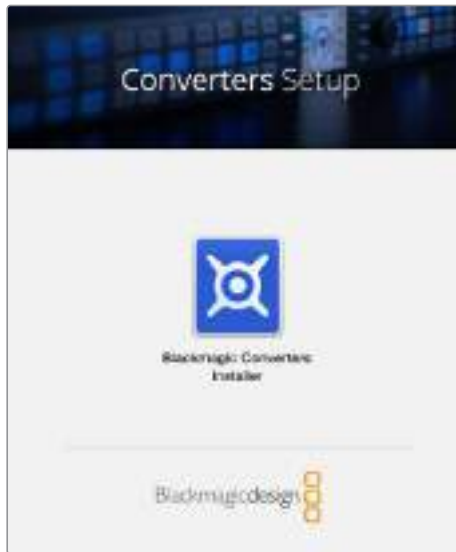 Converters Setup
Blackmagic Converters
Installer
Blackmagicdesign